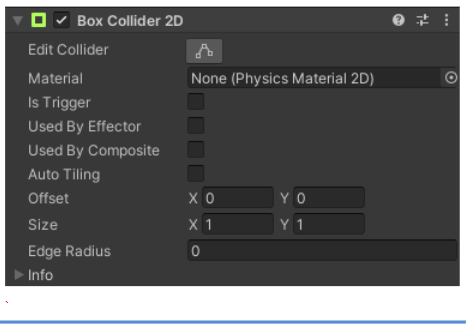 Box Collider 2D
Edit Collider
Material None (Physics Material 2D)
Is Trigger
Used By Effector
Used By Composite
Auto Tiling
Offset X 0 Y 0
Size X 1 Y 1
Edge Radius 0
Info
`